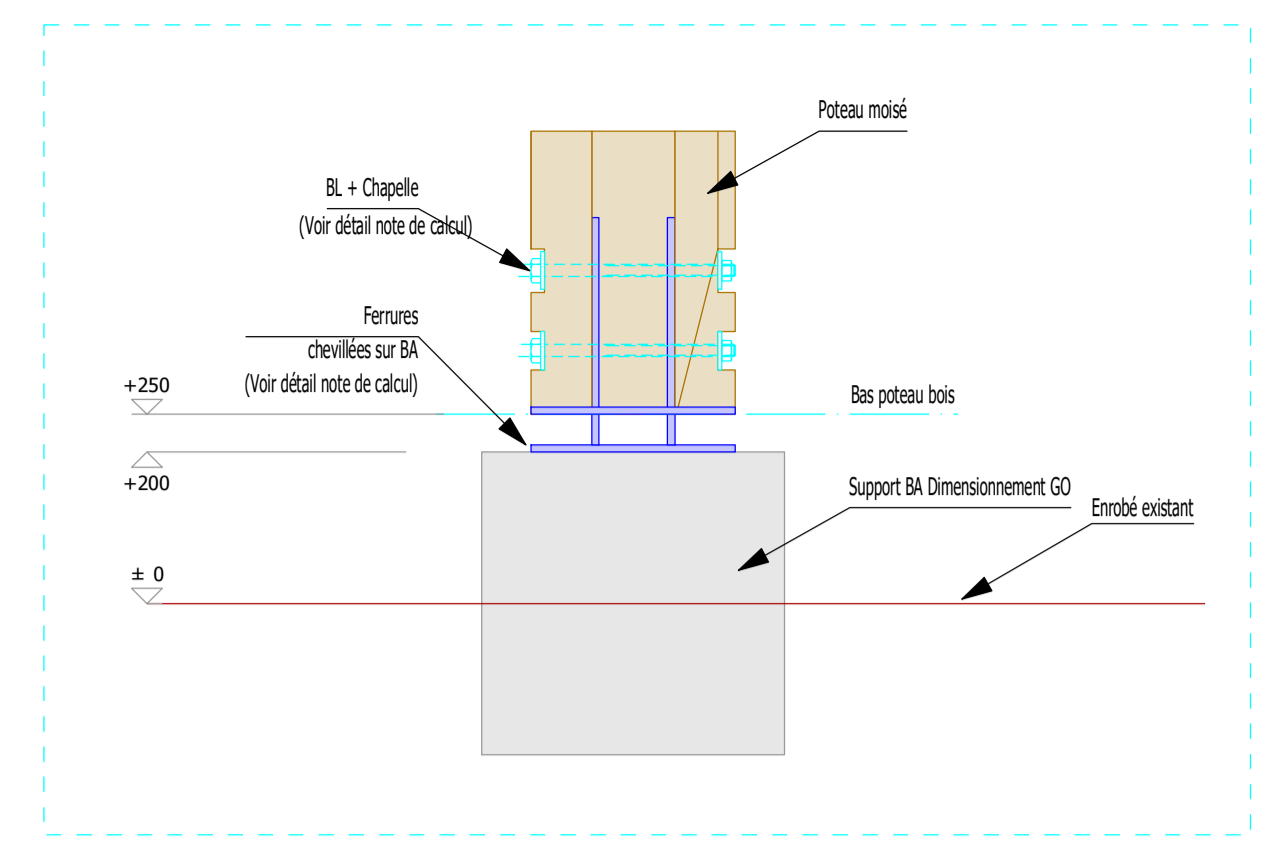 Poteau moisé
BL + Chapelle
(Voir détail note de calcul)
Ferrures
chevillées sur BA
(Voir détail note de calcul)
+250
Bas poteau bois
+200
Support BA Dimensionnement GO
Enrobé existant
± 0